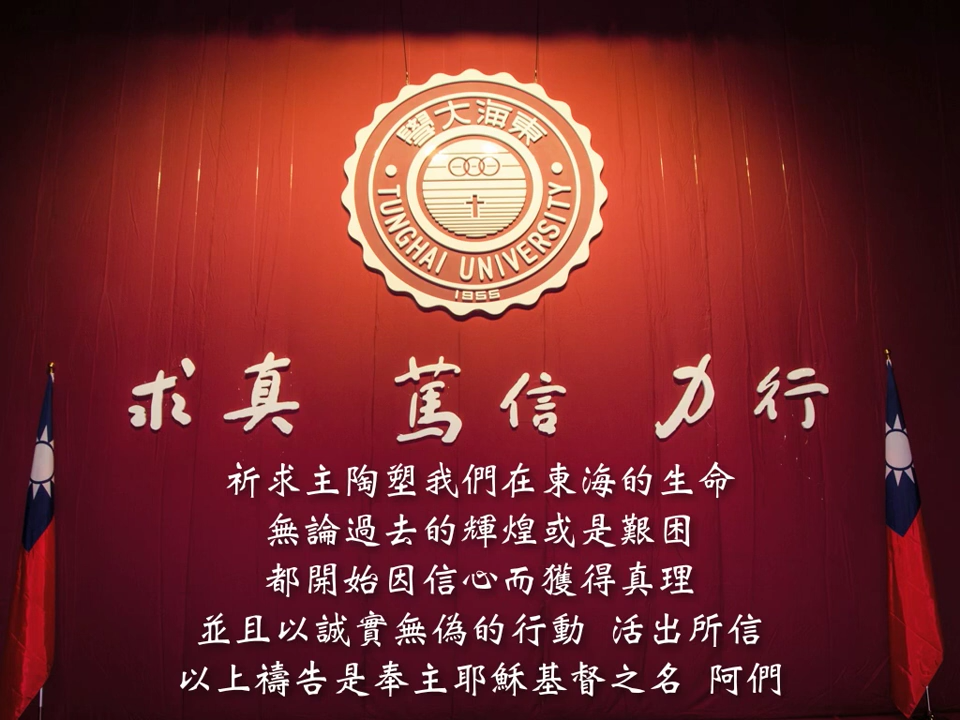 東海大學
TUNGHAI UNIVERSITY
1955
求真 篤信 力行
祈求主陶塑我們在東海的生命
無論過去的輝煌或是艱困
都開始因信心而獲得真理
並且以誠實無偽的行動 活出所信
以上禱告是奉主耶穌基督之名 阿們